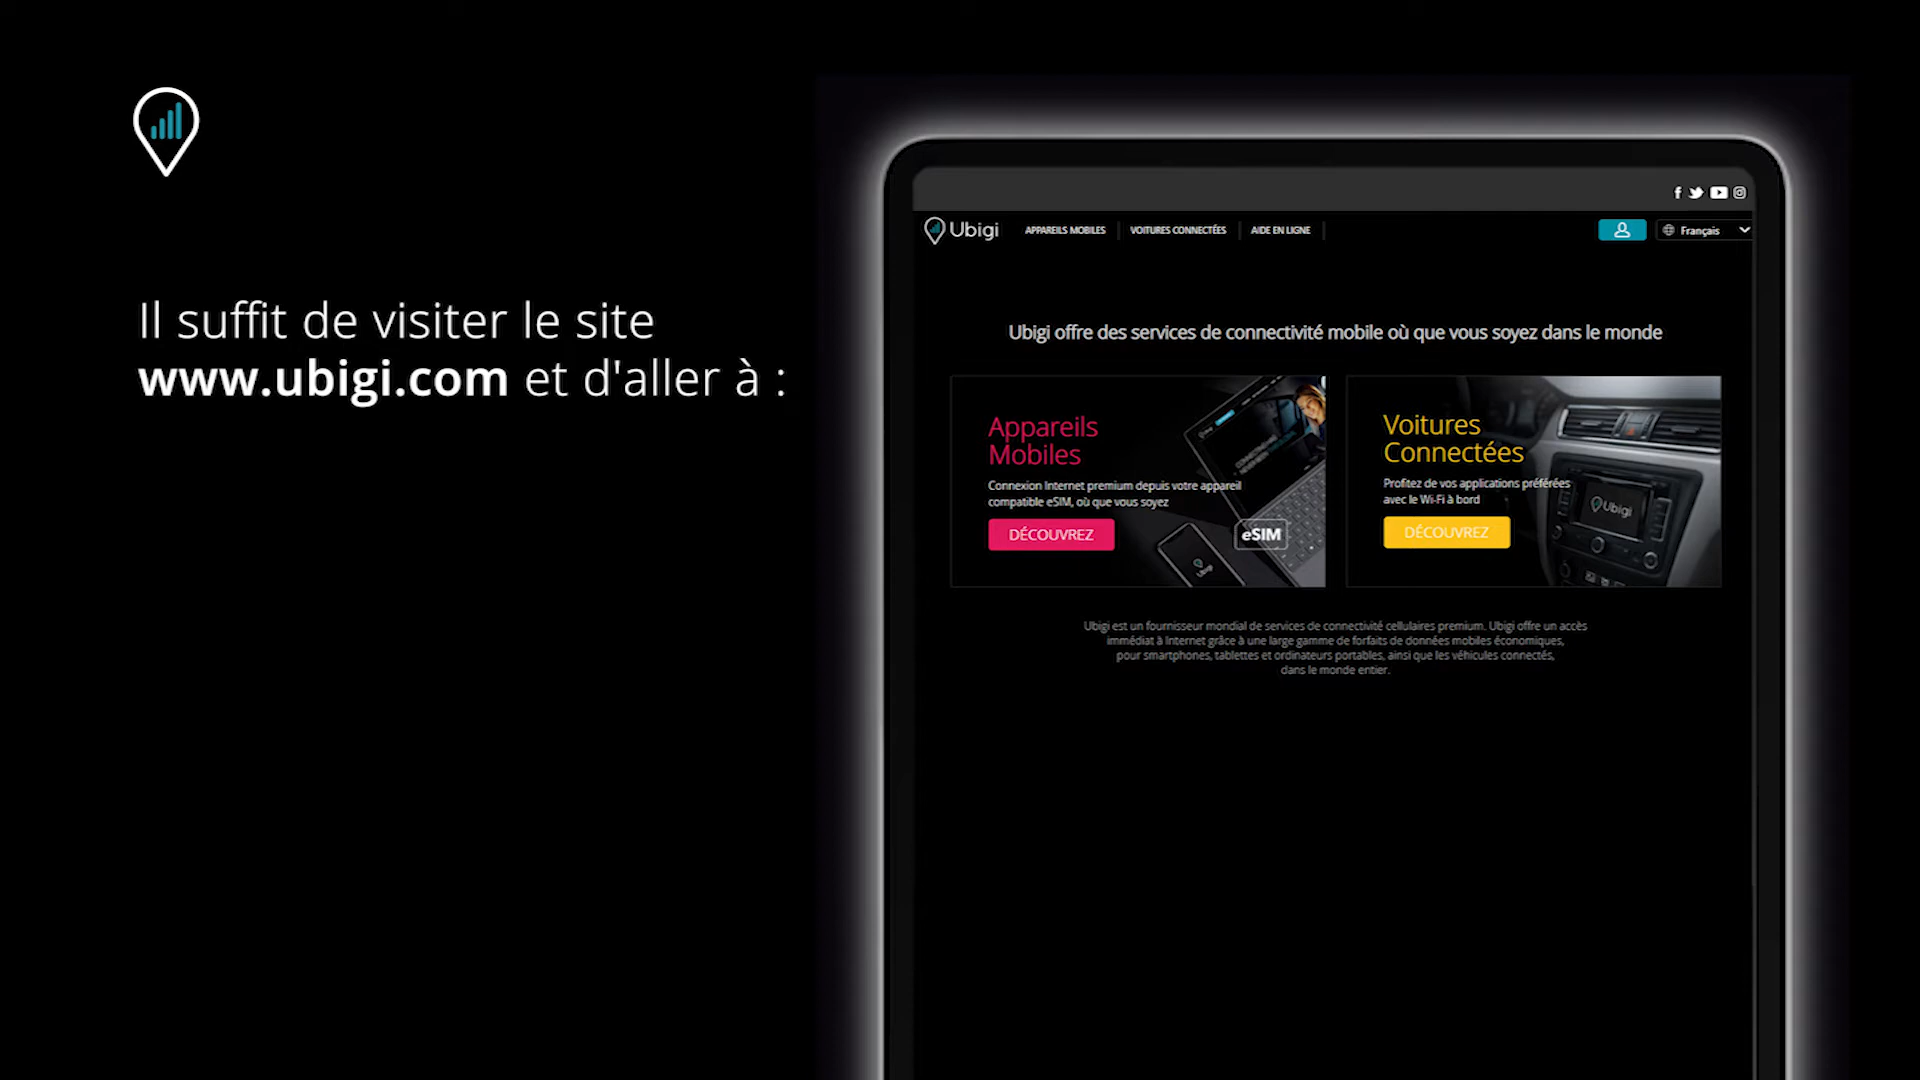 Il suffit de visiter le site
www.ubigi.com et d'aller à :
Ubigi
APPAREILS MOBILES
VOITURES CONNECTÉES
AIDE EN LIGNE
Français
Ubigi offre des services de connectivité mobile où que vous soyez dans le monde
Appareils
Mobiles
Connexion Internet premium depuis votre appareil
compatible eSIM, où que vous soyez
DÉCOUVREZ
eSIM
Ubigi
Voitures
Connectées
Profitez de vos applications préférées
avec le Wi-Fi à bord
DÉCOUVREZ
Ubigi
Ubigi est un fournisseur mondial de services de connectivité cellulaires premium. Ubigi offre un accès
immédiat à Internet grâce à une large gamme de forfaits de données mobiles économiques,
pour smartphones, tablettes et ordinateurs portables, ainsi que les véhicules connectés,
dans le monde entier.